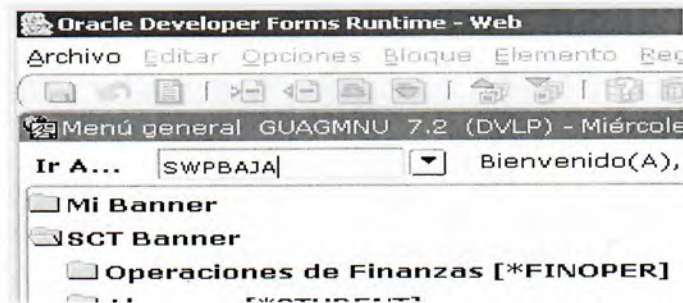 Oracle Developer Forms Runtime - Web
Archivo Editar Opciones Bloque Elemento Reg
Menú general GUAGMNU 7.2 (DVLP) - Miércole
Ir A... SWPBAJA Bienvenido(A),
Mi Banner
SCT Banner
Operaciones de Finanzas [*FINOPER]